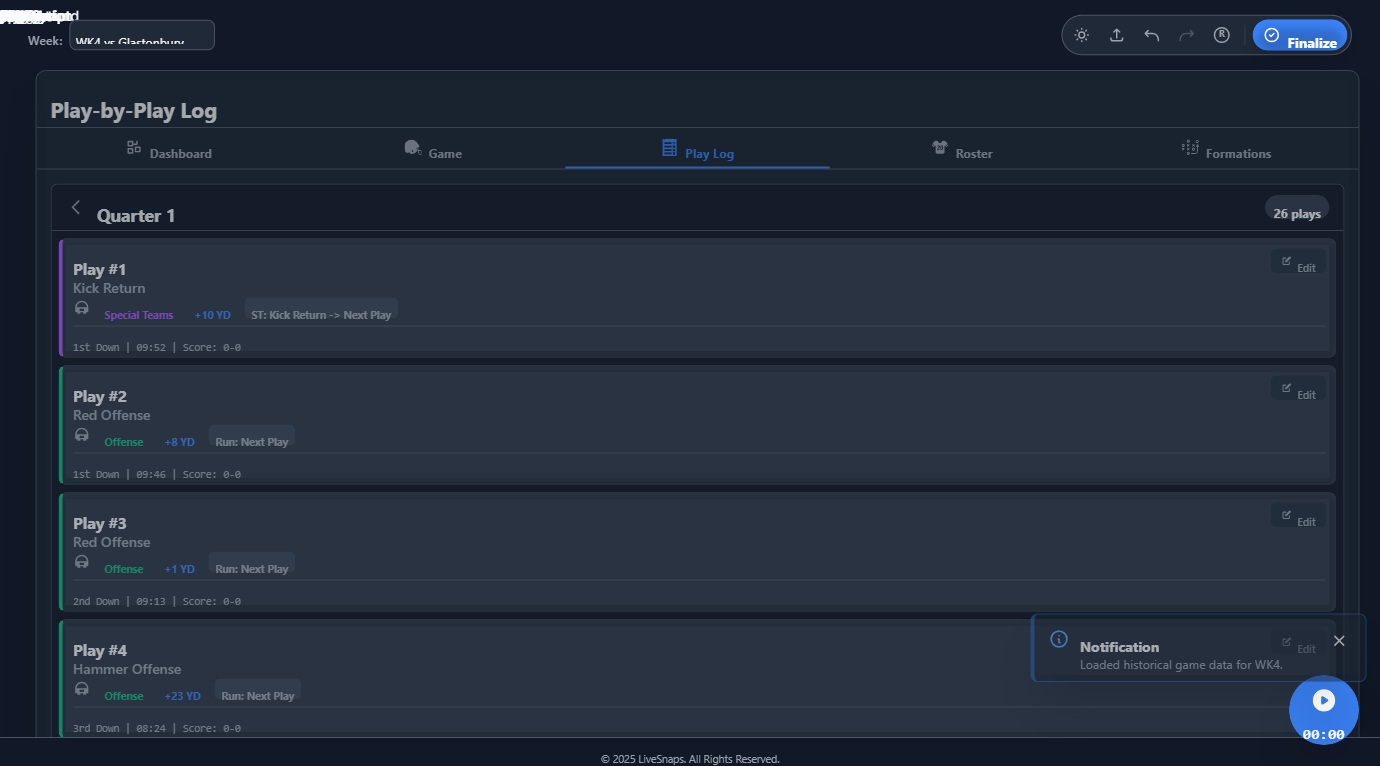 Week: WK4 vs Glastonbury
Finalize
Play-by-Play Log
Dashboard Game Play Log Roster Formations
Quarter 1 26 plays
Play #1 Edit
Kick Return
Special Teams +10 YD ST: Kick Return -> Next Play
1st Down | 09:52 | Score: 0-0
Play #2 Edit
Red Offense
Offense +8 YD Run: Next Play
1st Down | 09:46 | Score: 0-0
Play #3 Edit
Red Offense
Offense +1 YD Run: Next Play
2nd Down | 09:13 | Score: 0-0
Play #4 Edit
Hammer Offense
Offense +23 YD Run: Next Play
3rd Down | 08:24 | Score: 0-0
Notification
Loaded historical game data for WK4.
00:00
© 2025 LiveSnaps. All Rights Reserved.